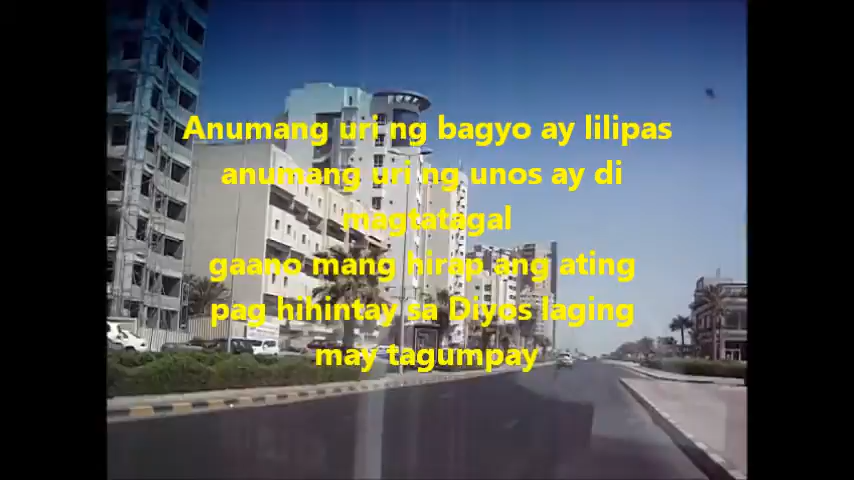 Anumang uri ng bagyo ay lilipas
anumang uri ng unos ay di
magtatagal
gaano mang hirap ang ating
pag hihintay sa Diyos laging
may tagumpay